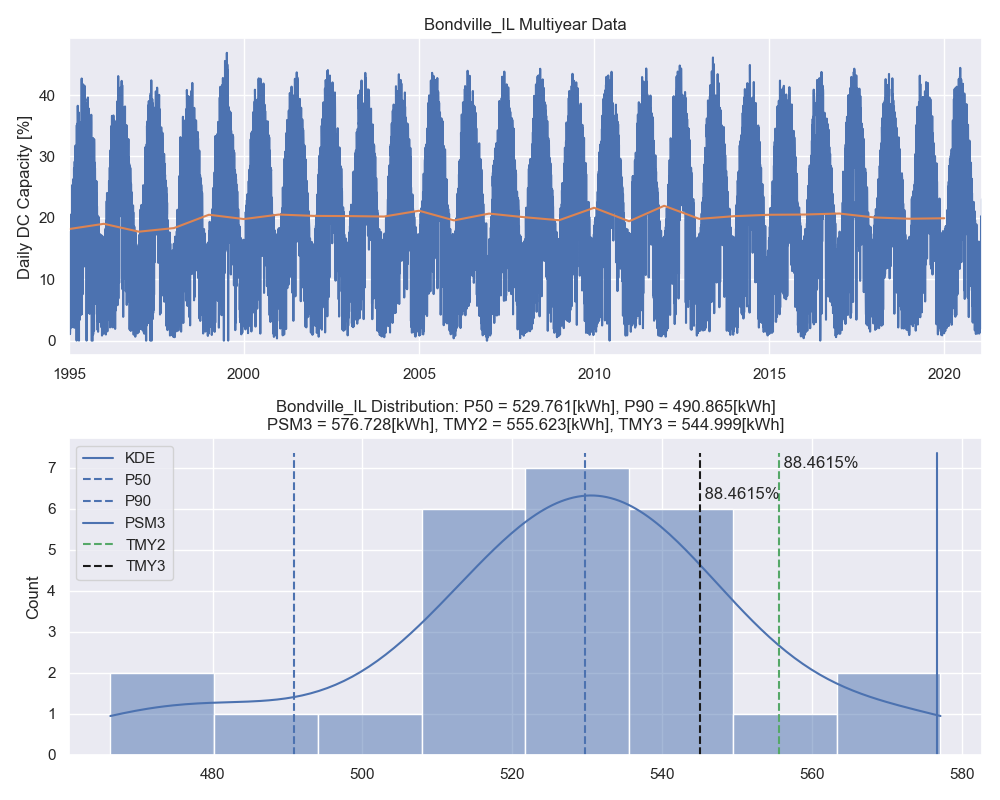 Bondville_IL Multiyear Data
Daily DC Capacity [%]
40
30
20
10
0
1995
2000
2005
2010
2015
2020
Bondville_IL Distribution: P50 = 529.761[kWh], P90 = 490.865[kWh]
PSM3 = 576.728[kWh], TMY2 = 555.623[kWh], TMY3 = 544.999[kWh]
Count
7
6
5
4
3
2
1
0
KDE
P50
P90
PSM3
TMY2
TMY3
88.4615%
88.4615%
480
500
520
540
560
580